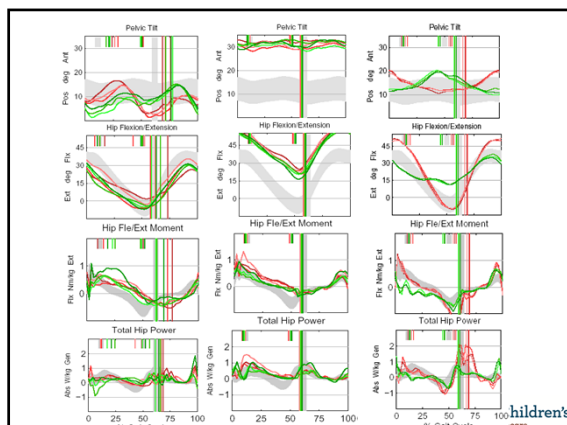 Pelvic Tilt
Pos deg Ant
30
20
10
Hip Flexion/Extension
Ext deg Flx
45
30
15
0
Hip Fle/Ext Moment
Flx Nm/kg Ext
1
0
Total Hip Power
Abs W/kg Gen
2
1
0
-1
0 25 50 75 100
Pelvic Tilt
Pos deg Ant
30
20
10
Hip Flexion/Extension
Ext deg Flx
45
30
15
0
Hip Fle/Ext Moment
Flx Nm/kg Ext
1
0
Total Hip Power
Abs W/kg Gen
2
1
0
-1
0 25 50 75 100
Pelvic Tilt
Pos deg Ant
30
20
10
Hip Flexion/Extension
Ext deg Flx
45
30
15
0
Hip Fle/Ext Moment
Flx Nm/kg Ext
1
0
Total Hip Power
Abs W/kg Gen
2
1
0
-1
0 25 50 75 100
hildren's